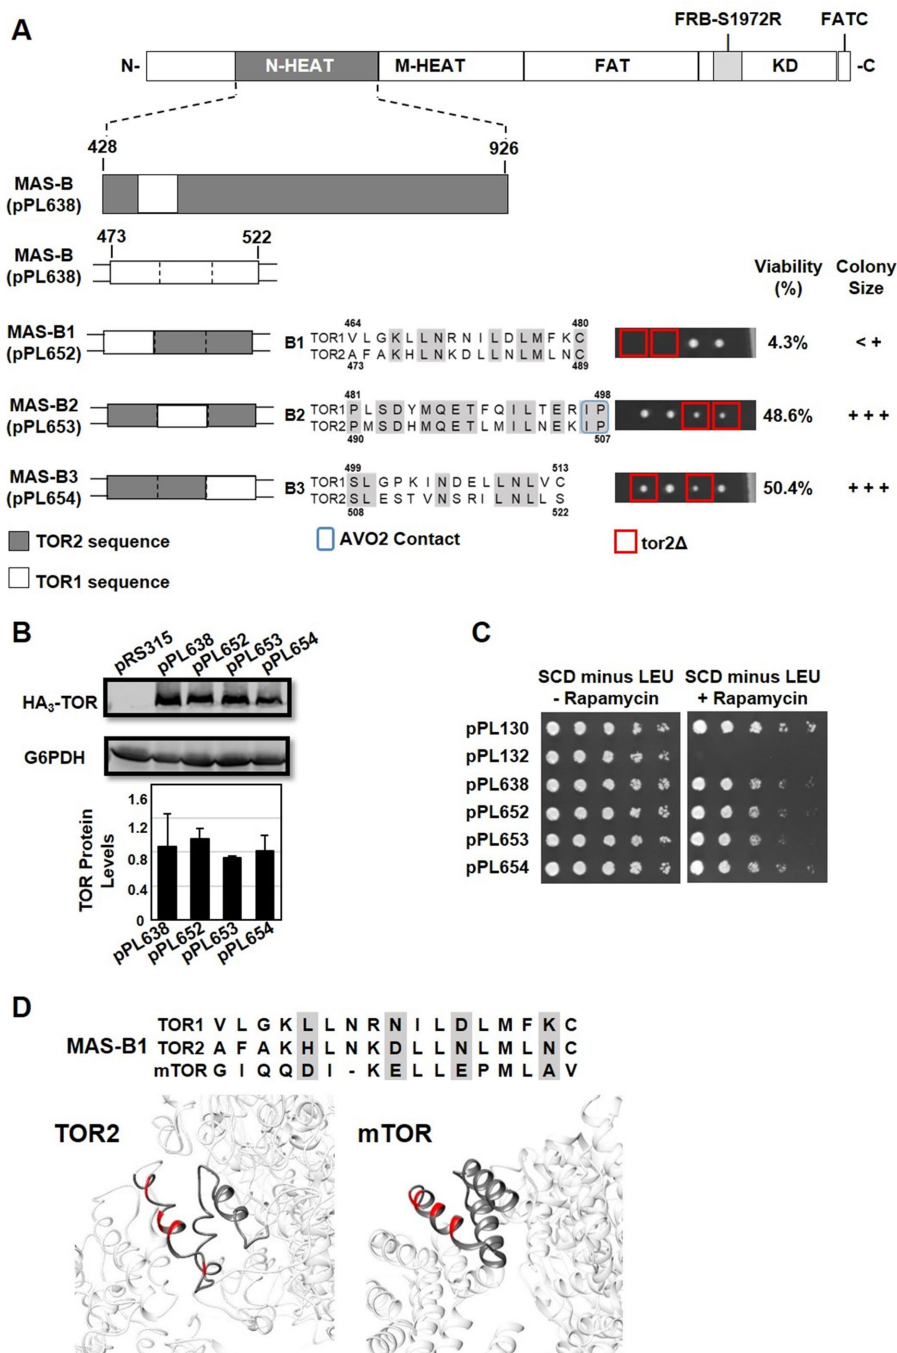 A
FRB-S1972R
FATC
N-
N-HEAT
M-HEAT
FAT
KD
-C
428
926
MAS-B
(pPL638)
473
522
MAS-B
(pPL638)
Viability
(%)
Colony
Size
MAS-B1
(pPL652)
464
480
B1
TOR1 V L G K L L N R N I L D L M F K C
TOR2 A F A K H L N K D L L N L M L N C
473
489
4.3%
< +
MAS-B2
(pPL653)
481
498
B2
TOR1 P L S D Y M Q E T F Q I L T E R I P
TOR2 P M S D H M Q E T L M I L N E K I P
490
507
48.6%
+ + +
MAS-B3
(pPL654)
499
513
B3
TOR1 S L G P K I N D E L L N L V C
TOR2 S L E S T V N S R I L N L L S
508
522
50.4%
+ + +
TOR2 sequence
AVO2 Contact
tor2Δ
TOR1 sequence
B
pRS315
pPL638
pPL652
pPL653
pPL654
HA3-TOR
G6PDH
TOR Protein
Levels
1.6
1.2
0.8
0.4
0
pPL638
pPL652
pPL653
pPL654
C
SCD minus LEU
- Rapamycin
SCD minus LEU
+ Rapamycin
pPL130
pPL132
pPL638
pPL652
pPL653
pPL654
D
MAS-B1
TOR1 V L G K L L N R N I L D L M F K C
TOR2 A F A K H L N K D L L N L M L N C
mTOR G I Q Q D I - K E L L E P M L A V
TOR2
mTOR